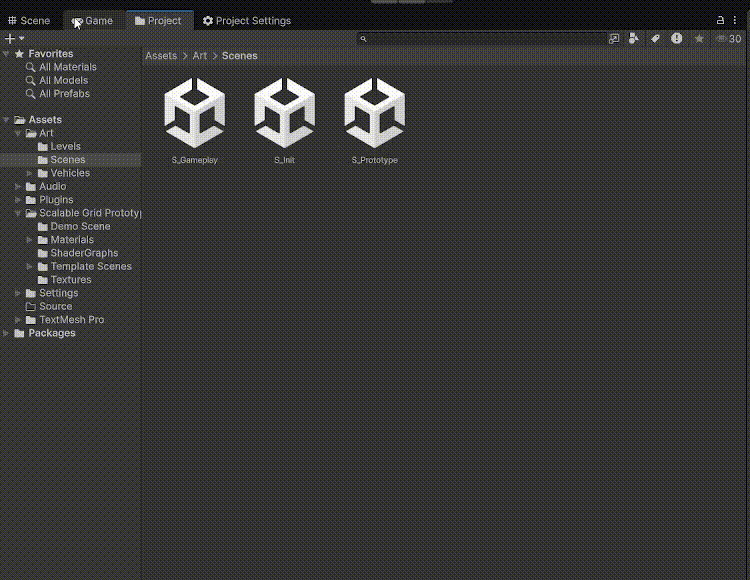 Scene Game Project Project Settings
30
Favorites
All Materials
All Models
All Prefabs
Assets
Art
Levels
Scenes
Vehicles
Audio
Plugins
Scalable Grid Prototyp
Demo Scene
Materials
ShaderGraphs
Template Scenes
Textures
Settings
Source
TextMesh Pro
Packages
Assets > Art > Scenes
S_Gameplay S_Init S_Prototype